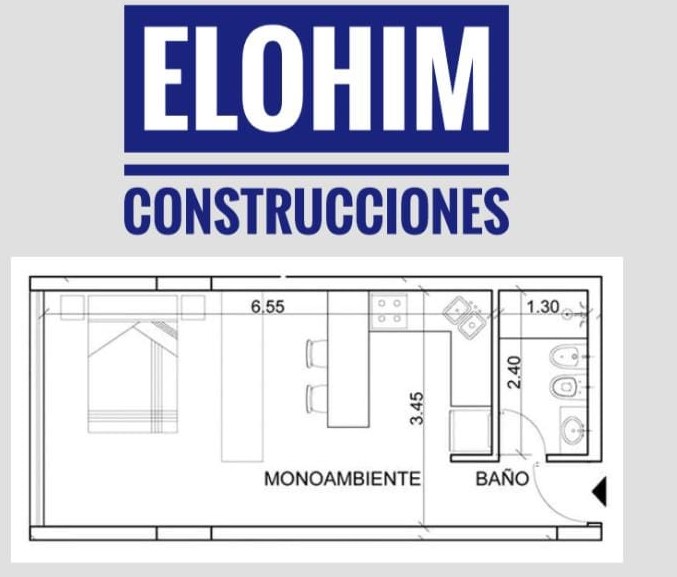 ELOHIM
CONSTRUCCIONES
6.55
1.30
2.40
3.45
MONOAMBIENTE
BAÑO